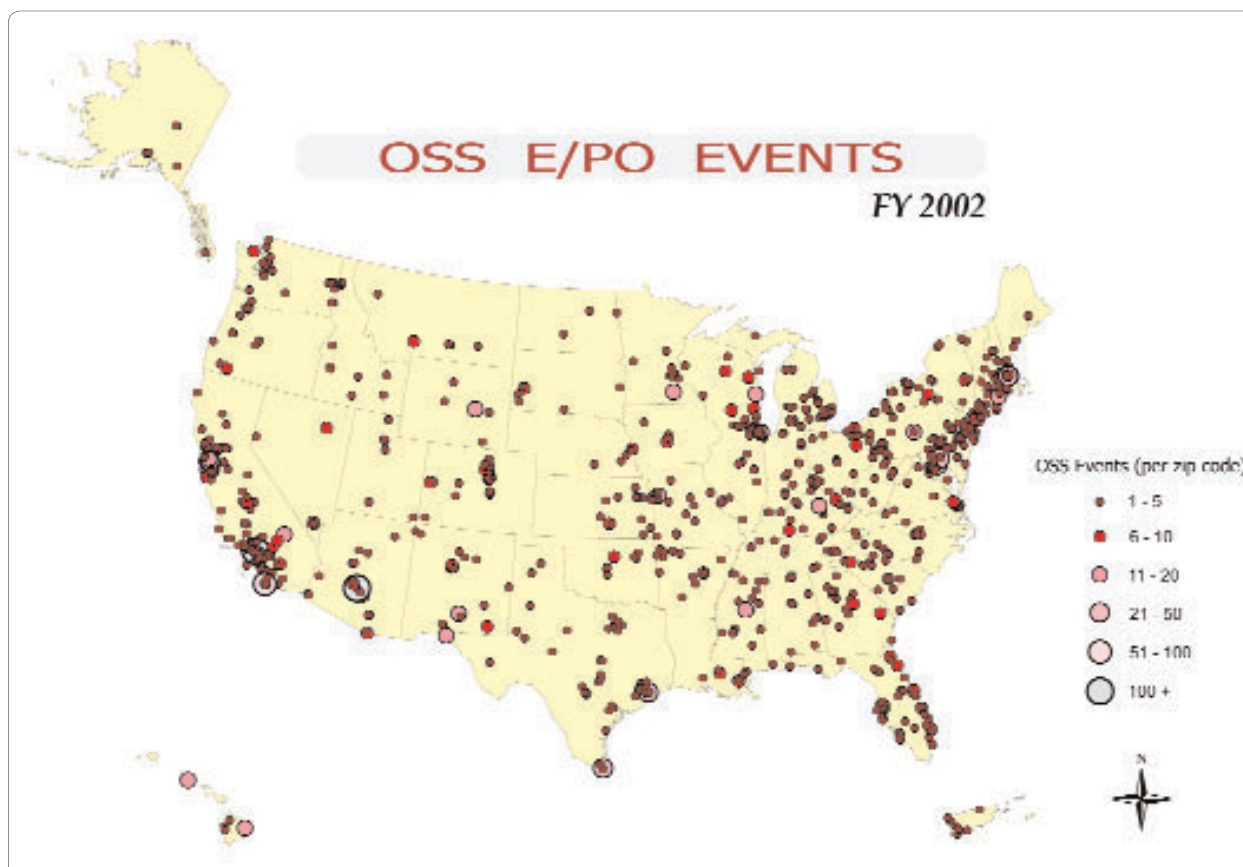 OSS E/PO EVENTS
FY 2002
OSS Events (per zip code)
1 - 5
6 - 10
11 - 20
21 - 50
51 - 100
100 +
N